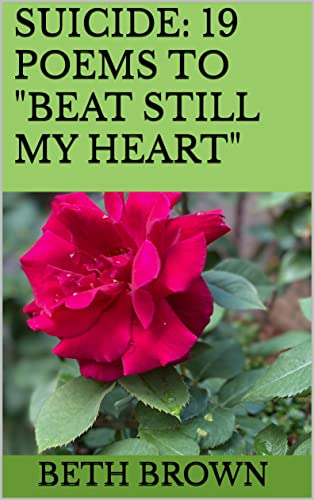 SUICIDE: 19
POEMS TO
"BEAT STILL
MY HEART"
BETH BROWN